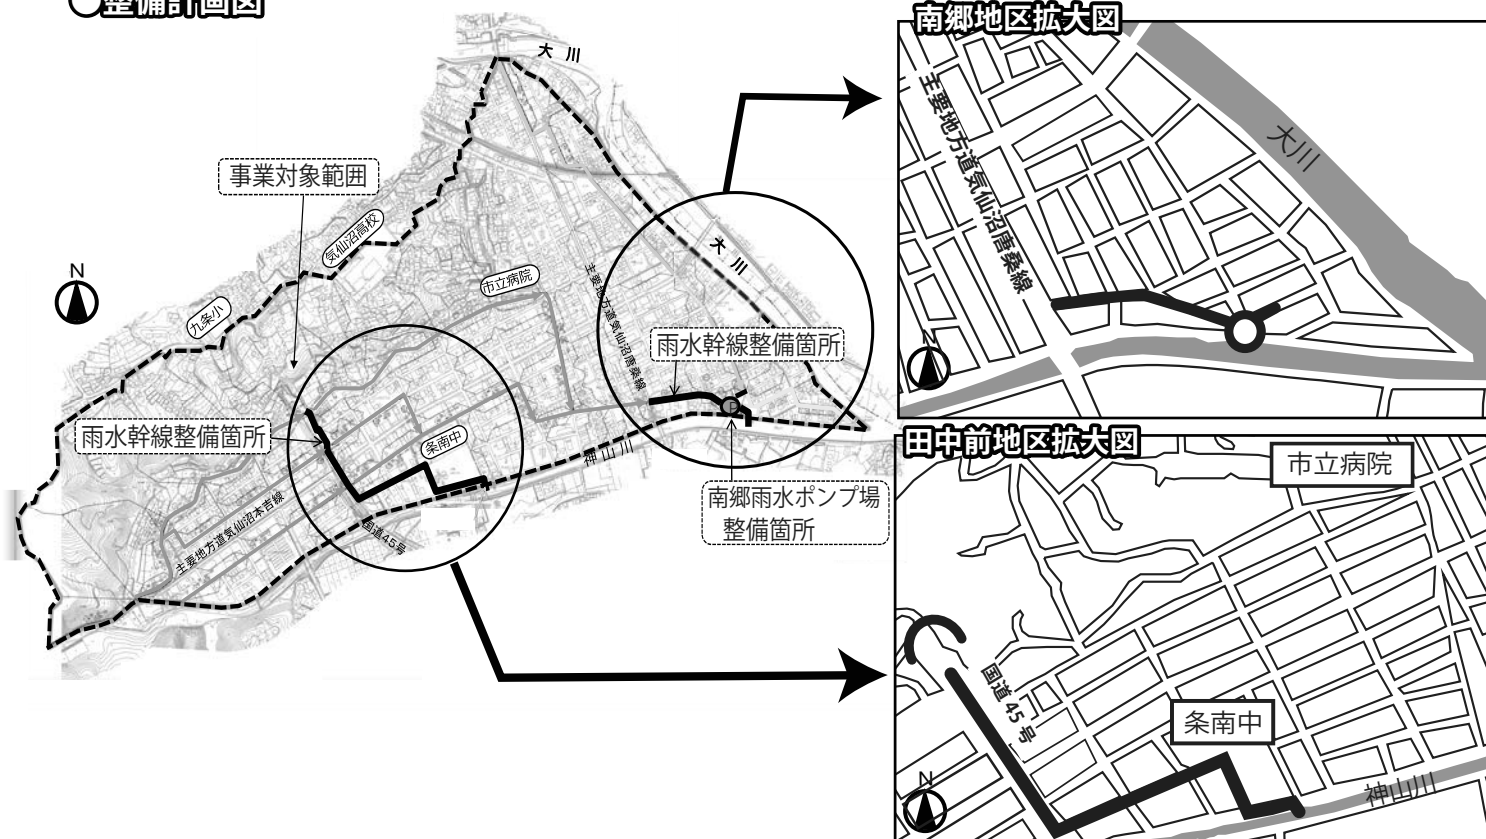 ●整備計画図
大川
事業対象範囲
気仙沼高校
九条小
N
市立病院
主要地方道気仙沼唐桑線
大川
雨水幹線整備箇所
雨水幹線整備箇所
条南中
神山川
P
主要地方道気仙沼本吉線
国道45号
南郷雨水ポンプ場
整備箇所
南郷地区拡大図
主要地方道気仙沼唐桑線
大川
N
田中前地区拡大図
市立病院
国道45号
条南中
神山川
N